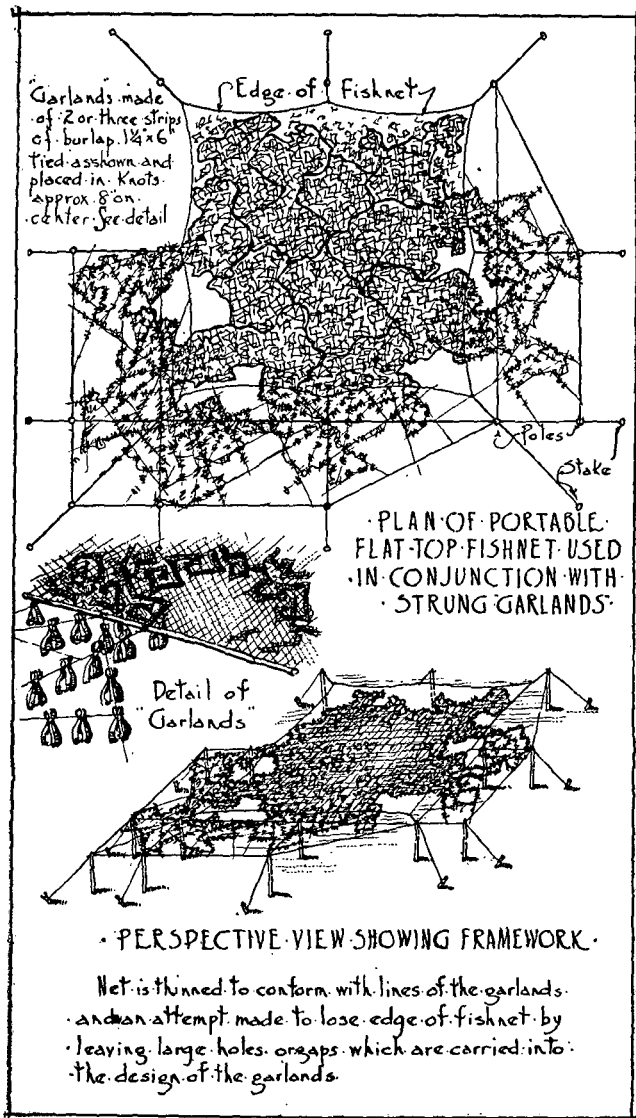 "Garlands" made
of 2 or three strips
of burlap 1¼"x6"
tied as shown and
placed in Knots
approx 8" on
center. See detail
Edge of Fishnet
Poles
Stake
·PLAN·OF·PORTABLE·
FLAT·TOP·FISHNET·USED
·IN·CONJUNCTION·WITH·
·STRUNG "GARLANDS"·
Detail of
"Garlands"
·PERSPECTIVE·VIEW·SHOWING FRAMEWORK·
Net·is·thinned·to·conform·with·lines·of·the·garlands·
·and·an·attempt·made·to·lose·edge·of·fishnet·by
·leaving·large·holes·or·gaps·which·are·carried·into·
·the·design·of·the·garlands·